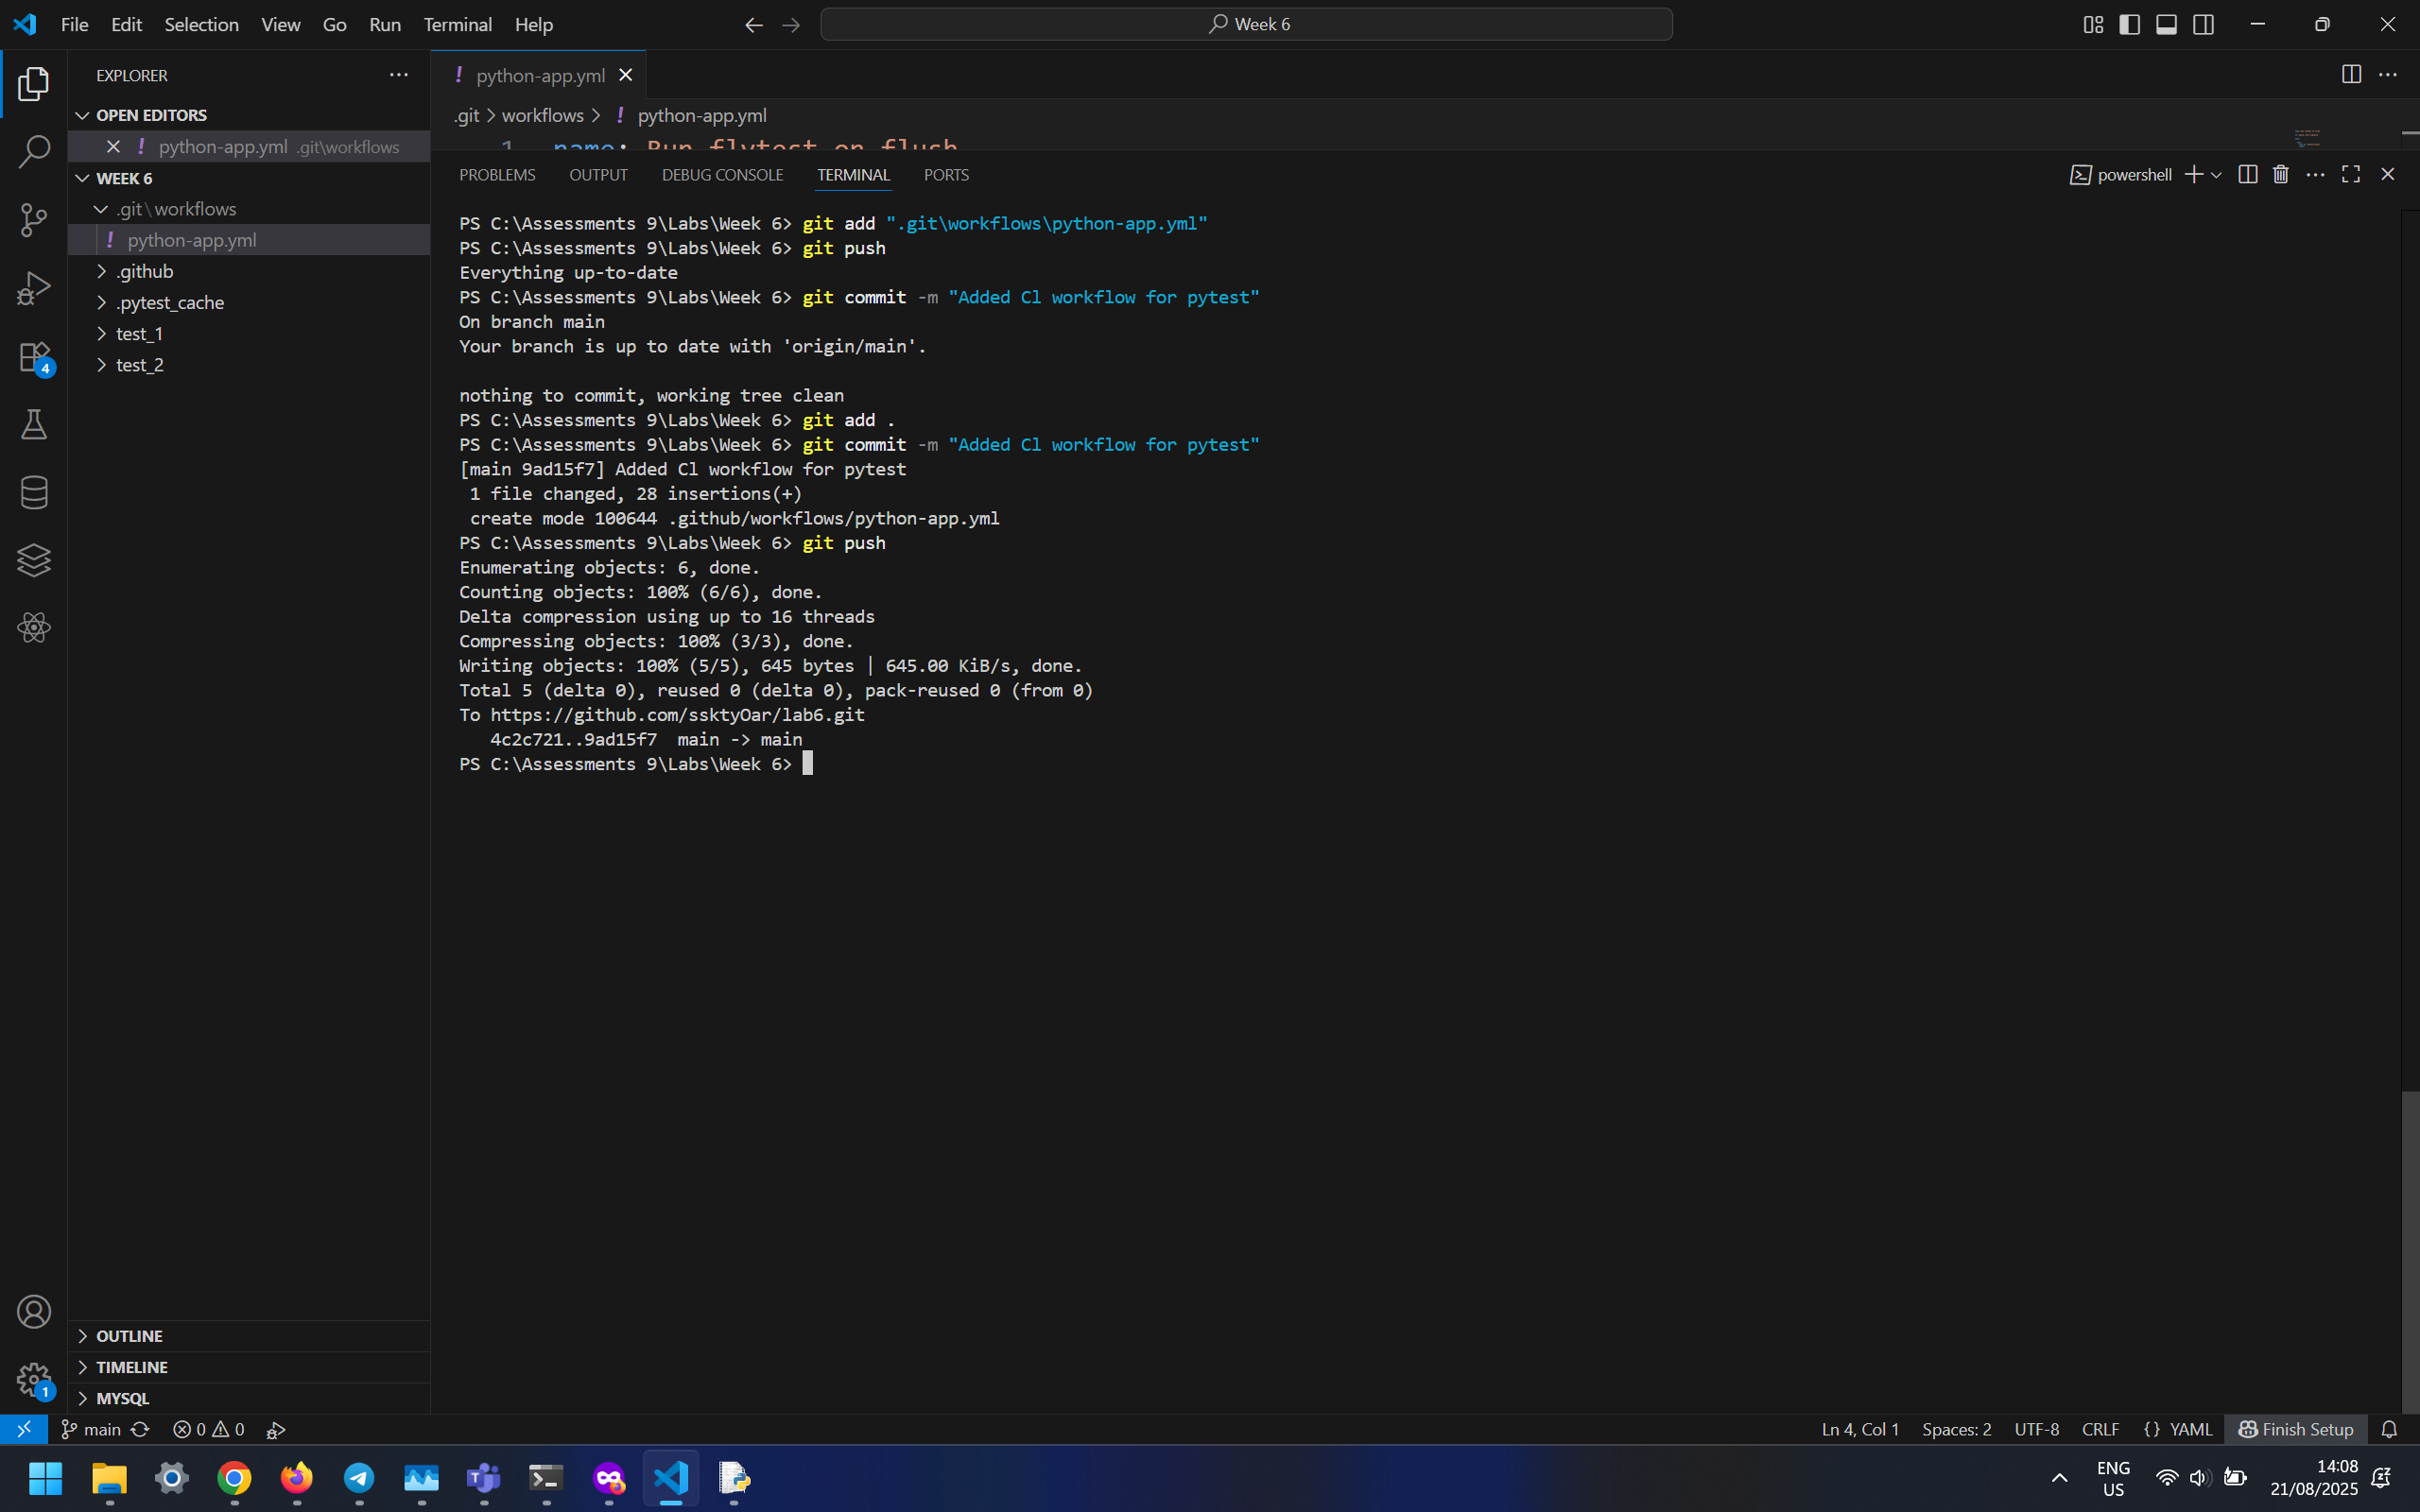 File Edit Selection View Go Run Terminal Help
Week 6
EXPLORER
OPEN EDITORS
python-app.yml .git\workflows
WEEK 6
.git\workflows
python-app.yml
.github
.pytest_cache
test_1
test_2
OUTLINE
TIMELINE
MYSQL
4
1
python-app.yml
.git > workflows > ! python-app.yml
1 name: Run flytest on flush
PROBLEMS OUTPUT DEBUG CONSOLE TERMINAL PORTS
powershell
PS C:\Assessments 9\Labs\Week 6> git add ".git\workflows\python-app.yml"
PS C:\Assessments 9\Labs\Week 6> git push
Everything up-to-date
PS C:\Assessments 9\Labs\Week 6> git commit -m "Added Cl workflow for pytest"
On branch main
Your branch is up to date with 'origin/main'.
nothing to commit, working tree clean
PS C:\Assessments 9\Labs\Week 6> git add .
PS C:\Assessments 9\Labs\Week 6> git commit -m "Added Cl workflow for pytest"
[main 9ad15f7] Added Cl workflow for pytest
1 file changed, 28 insertions(+)
create mode 100644 .github/workflows/python-app.yml
PS C:\Assessments 9\Labs\Week 6> git push
Enumerating objects: 6, done.
Counting objects: 100% (6/6), done.
Delta compression using up to 16 threads
Compressing objects: 100% (3/3), done.
Writing objects: 100% (5/5), 645 bytes | 645.00 KiB/s, done.
Total 5 (delta 0), reused 0 (delta 0), pack-reused 0 (from 0)
To https://github.com/ssktyOar/lab6.git
4c2c721..9ad15f7 main -> main
PS C:\Assessments 9\Labs\Week 6>
main 0 0
Ln 4, Col 1 Spaces: 2 UTF-8 CRLF {} YAML Finish Setup
ENG
US
14:08
21/08/2025